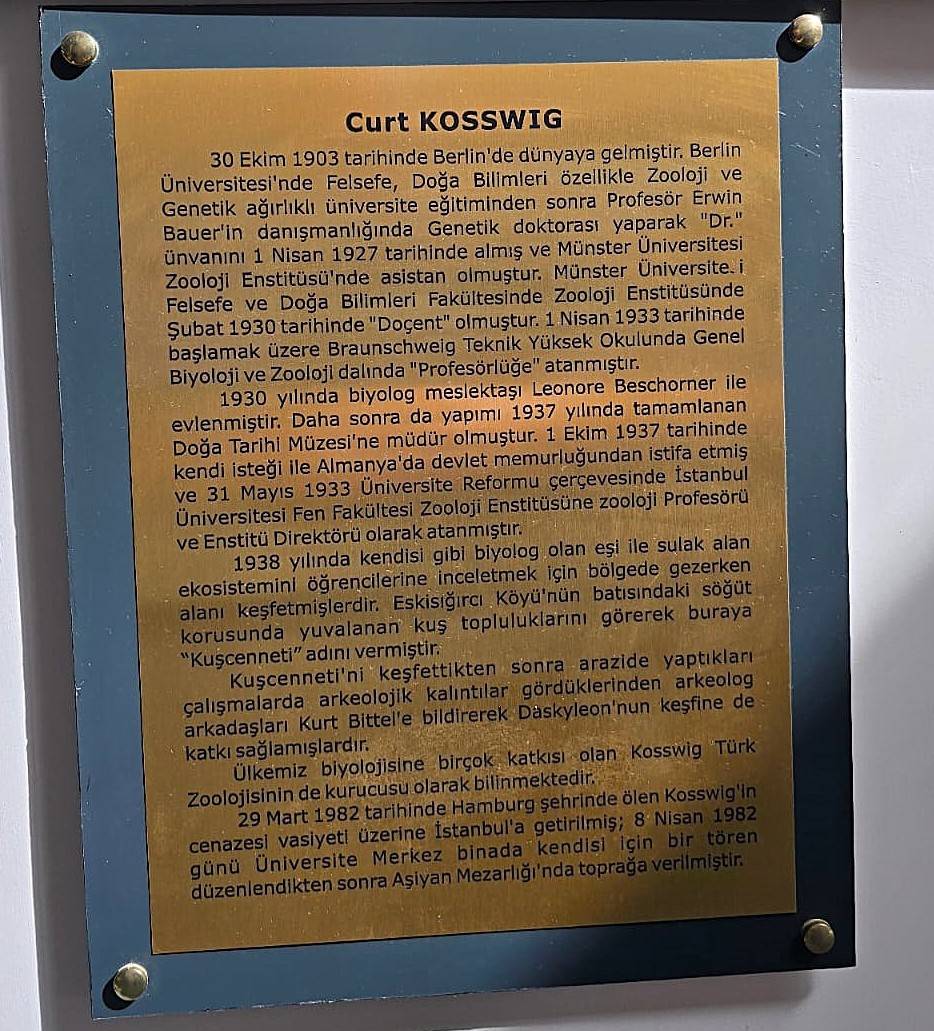 Curt KOSSWIG
30 Ekim 1903 tarihinde Berlin'de dünyaya gelmiştir. Berlin
Üniversitesi'nde Felsefe, Doğa Bilimleri özellikle Zooloji ve
Genetik ağırlıklı üniversite eğitiminden sonra Profesör Erwin
Bauer'in danışmanlığında Genetik doktorası yaparak "Dr."
ünvanını 1 Nisan 1927 tarihinde almış ve Münster Üniversitesi
Zooloji Enstitüsü'nde asistan olmuştur. Münster Üniversite.i
Felsefe ve Doğa Bilimleri Fakültesinde Zooloji Enstitüsünde
Şubat 1930 tarihinde "Doçent" olmuştur. 1 Nisan 1933 tarihinde
başlamak üzere Braunschweig Teknik Yüksek Okulunda Genel
Biyoloji ve Zooloji dalında "Profesörlüğe" atanmıştır.
1930 yılında biyolog meslektaşı Leonore Beschorner ile
evlenmiştir. Daha sonra da yapımı 1937 yılında tamamlanan
Doğa Tarihi Müzesi'ne müdür olmuştur. 1 Ekim 1937 tarihinde
kendi isteği ile Almanya'da devlet memurluğundan istifa etmiş
ve 31 Mayıs 1933 Üniversite Reformu çerçevesinde İstanbul
Üniversitesi Fen Fakültesi Zooloji Enstitüsüne zooloji Profesörü
ve Enstitü Direktörü olarak atanmıştır.
1938 yılında kendisi gibi biyolog olan eşi ile sulak alan
ekosistemini öğrencilerine inceletmek için bölgede gezerken
alanı keşfetmişlerdir. Eskisığırcı Köyü'nün batısındaki söğüt
korusunda yuvalanan kuş topluluklarını görerek buraya
“Kuşcenneti” adını vermiştir.
Kuşcenneti'ni keşfettikten sonra arazide yaptıkları
çalışmalarda arkeolojik kalıntılar gördüklerinden arkeolog
arkadaşları Kurt Bittel'e bildirerek Daskyleon'nun keşfine de
katkı sağlamışlardır.
Ülkemiz biyolojisine birçok katkısı olan Kosswig Türk
Zoolojisinin de kurucusu olarak bilinmektedir.
29 Mart 1982 tarihinde Hamburg şehrinde ölen Kosswig'in
cenazesi vasiyeti üzerine İstanbul'a getirilmiş; 8 Nisan 1982
günü Üniversite Merkez binada kendisi için bir tören
düzenlendikten sonra Aşiyan Mezarlığı'nda toprağa verilmiştir.